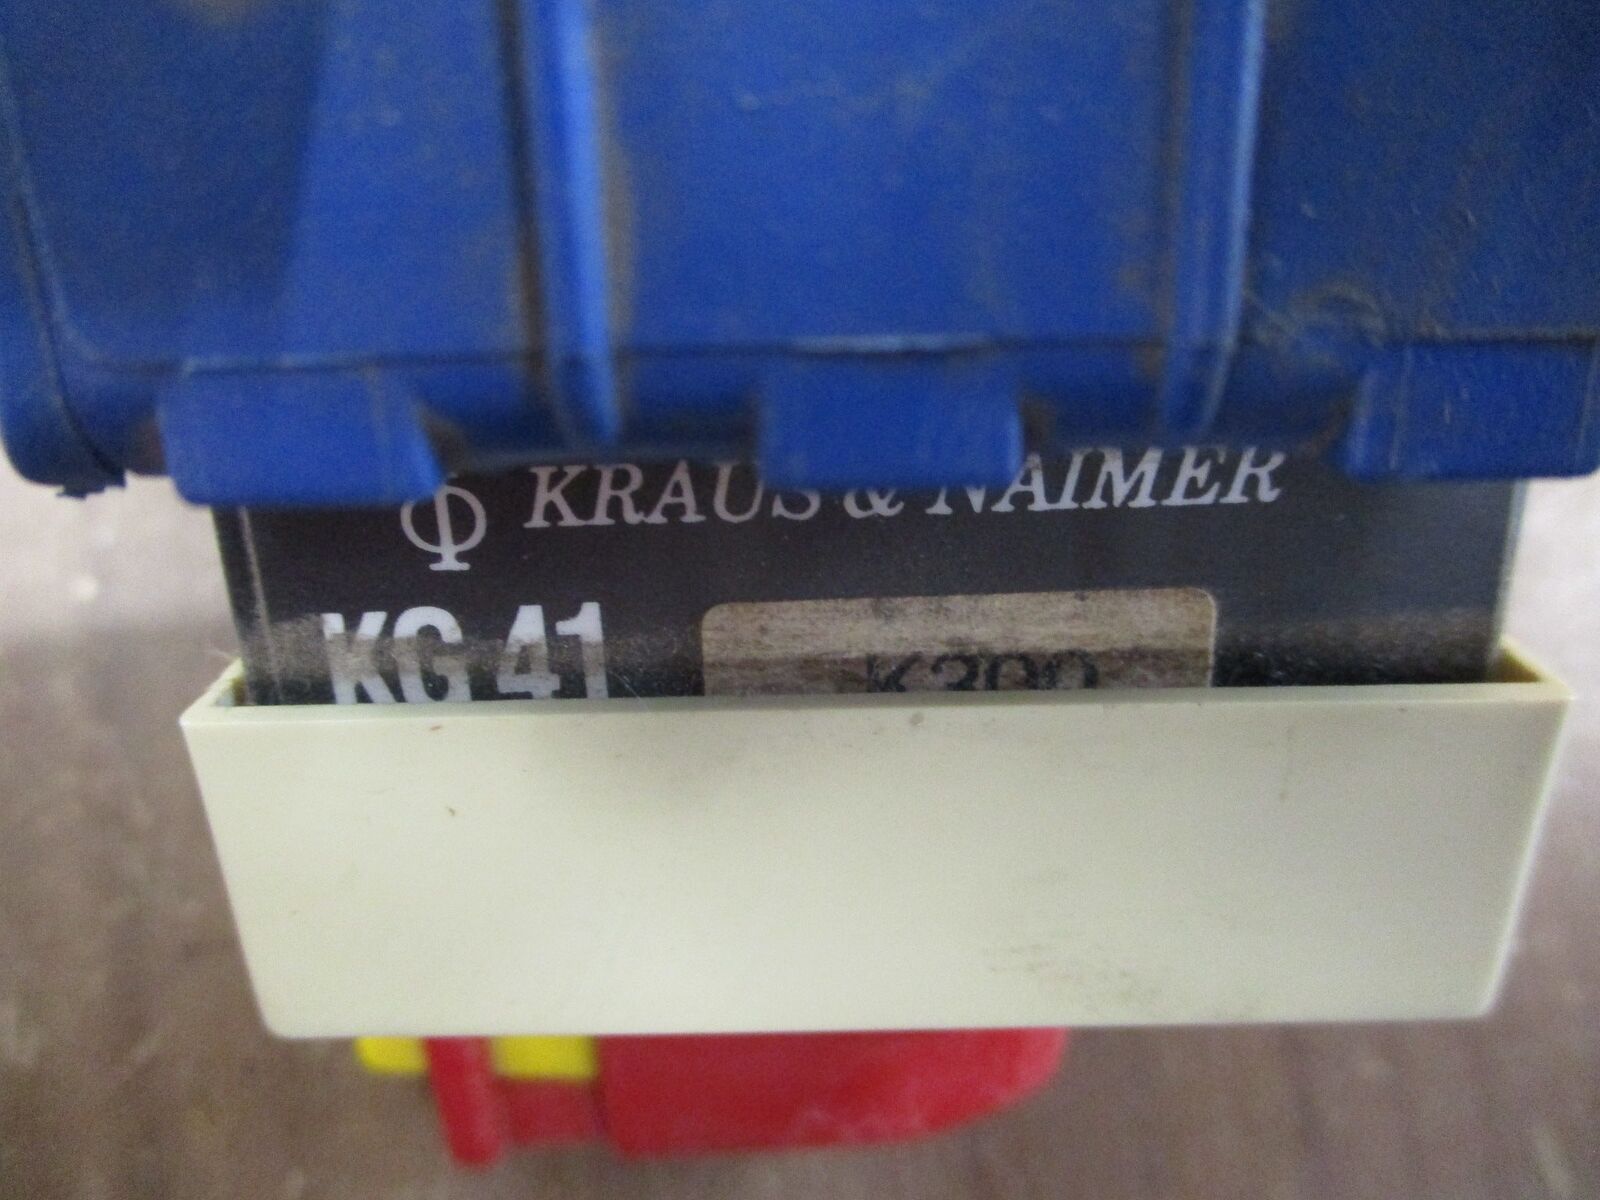 KRAUS & NAIMER
KG 41
K300